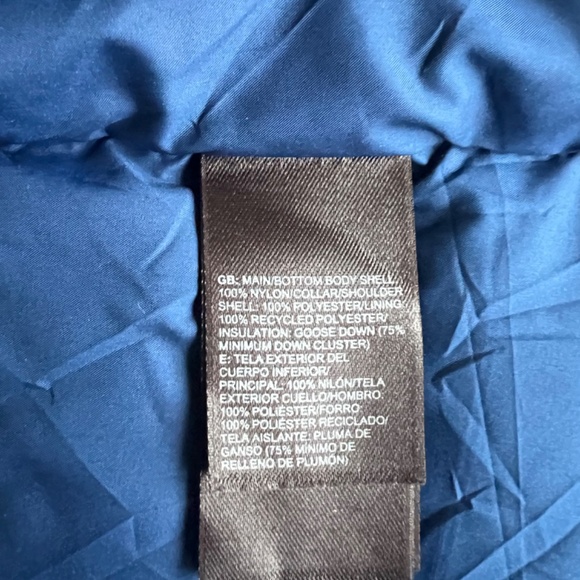 GB: MAIN/BOTTOM BODY SHELL:
100% NYLON/COLLAR/SHOULDER
SHELL: 100% POLYESTER/LINING:
100% RECYCLED POLYESTER/
INSULATION: GOOSE DOWN (75%
MINIMUM DOWN CLUSTER)
E: TELA EXTERIOR DEL
CUERPO INFERIOR/
PRINCIPAL: 100% NILÓN/TELA
EXTERIOR CUELLO/HOMBRO:
100% POLIÉSTER/FORRO:
100% POLIÉSTER RECICLADO/
TELA AISLANTE: PLUMA DE
GANSO (75% MÍNIMO DE
RELLENO DE PLUMÓN)